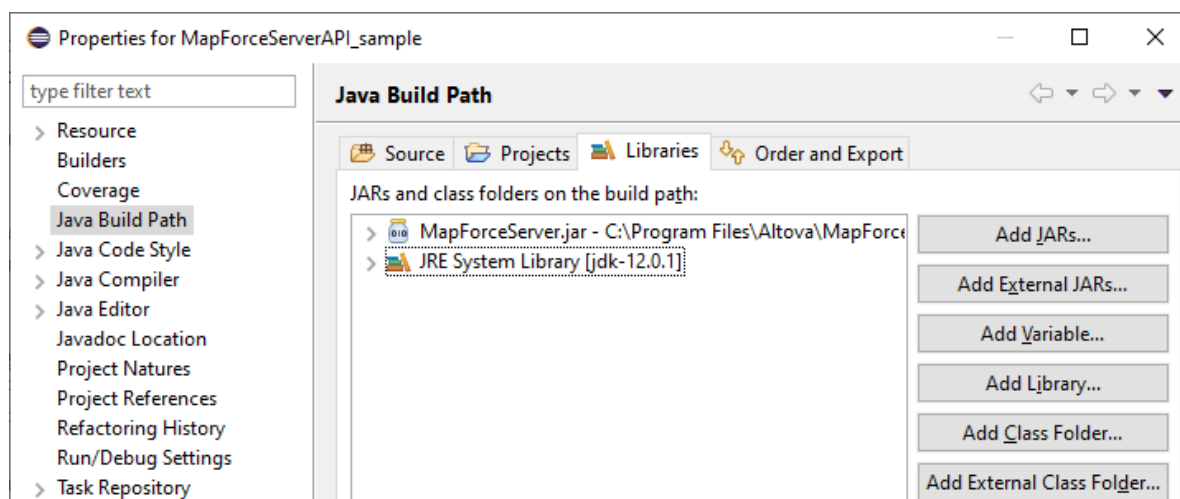 Properties for MapForceServerAPI_sample
type filter text
Resource
Builders
Coverage
Java Build Path
Java Code Style
Java Compiler
Java Editor
Javadoc Location
Project Natures
Project References
Refactoring History
Run/Debug Settings
Task Repository
Java Build Path
Source Projects Libraries Order and Export
JARs and class folders on the build path:
MapForceServer.jar - C:\Program Files\Altova\MapForce
JRE System Library [jdk-12.0.1]
Add JARs...
Add External JARs...
Add Variable...
Add Library...
Add Class Folder...
Add External Class Folder...